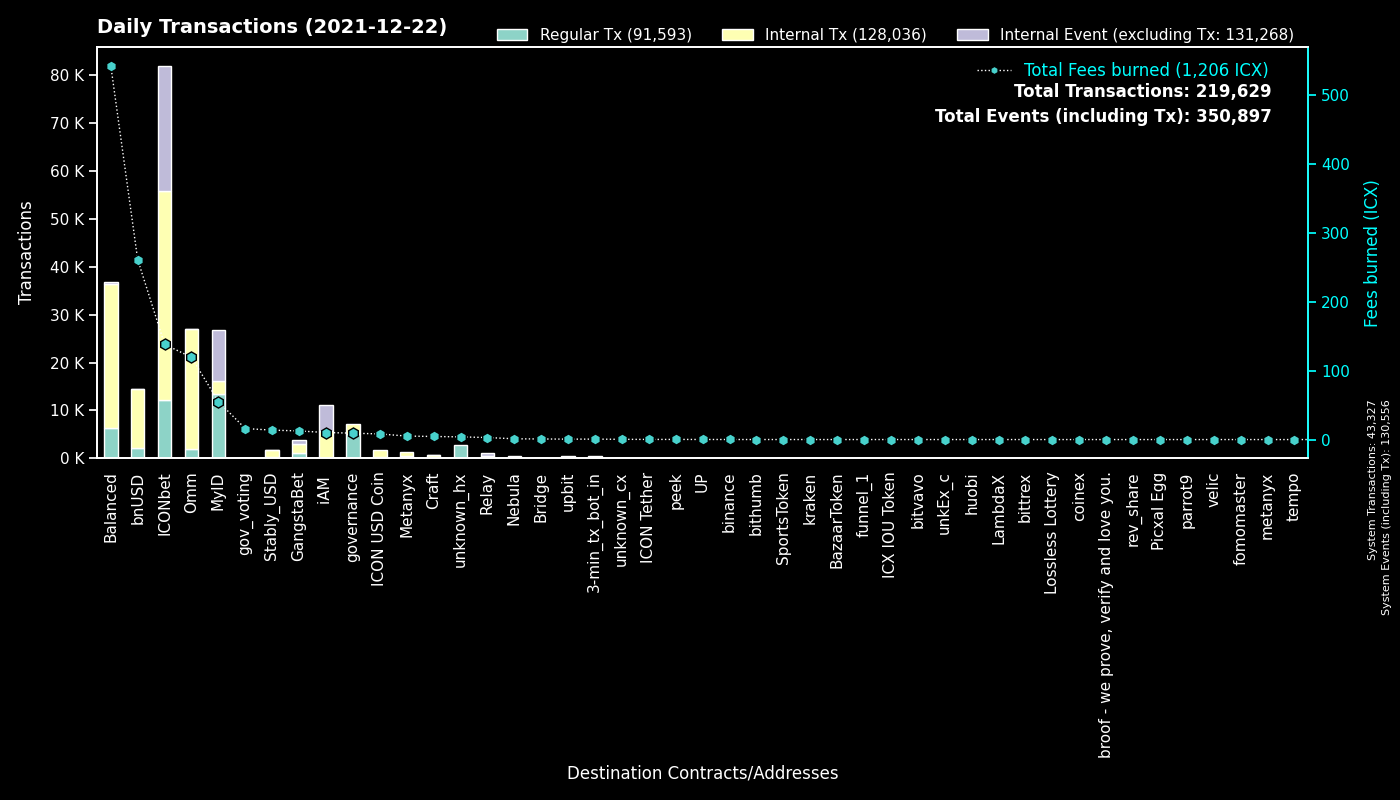 Daily Transactions (2021-12-22)
Regular Tx (91,593)
Internal Tx (128,036)
Internal Event (excluding Tx: 131,268)
Total Fees burned (1,206 ICX)
Total Transactions: 219,629
Total Events (including Tx): 350,897
Transactions
80 K
70 K
60 K
50 K
40 K
30 K
20 K
10 K
0 K
500
400
300
200
100
0
Fees burned (ICX)
System Transactions: 43,327
System Events (including Tx): 130,556
Balanced
bnUSD
ICONbet
Omm
MyID
gov_voting
Stably_USD
GangstaBet
iAM
governance
ICON USD Coin
Metanyx
Craft
unknown_hx
Relay
Nebula
Bridge
upbit
3-min_tx_bot_in
unknown_cx
ICON Tether
peek
UP
binance
bithumb
SportsToken
kraken
BazaarToken
funnel_1
ICX IOU Token
bitvavo
unkEx_c
huobi
LambdaX
bittrex
Lossless Lottery
coinex
broof - we prove, verify and love you.
rev_share
Picxal Egg
parrot9
velic
fomomaster
metanyx
tempo
Destination Contracts/Addresses